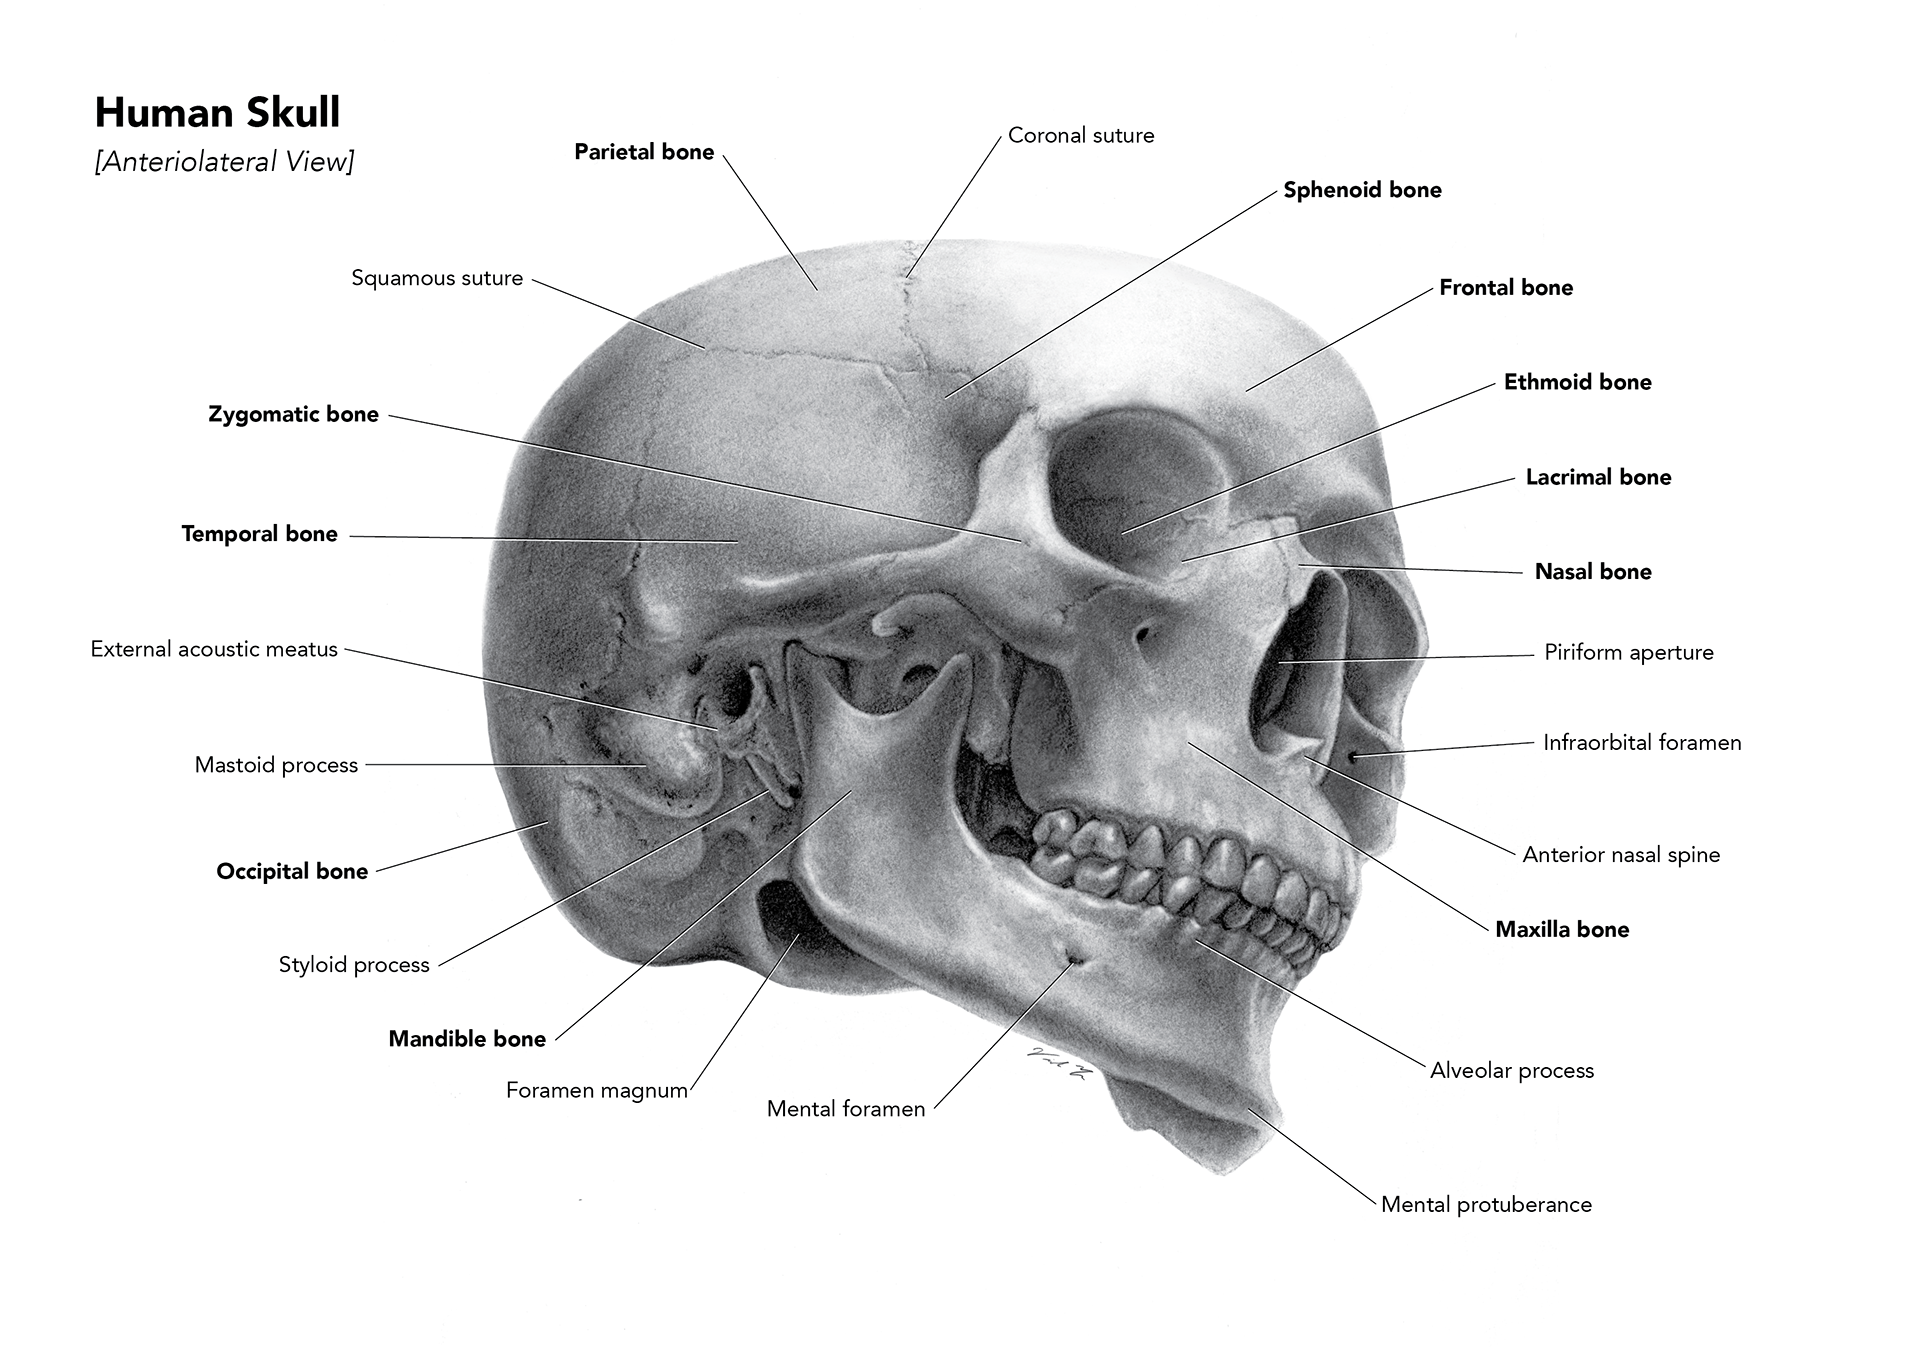 Human Skull
[Anteriolateral View]
Coronal suture
Parietal bone
Sphenoid bone
Squamous suture
Frontal bone
Ethmoid bone
Zygomatic bone
Lacrimal bone
Temporal bone
Nasal bone
External acoustic meatus
Piriform aperture
Infraorbital foramen
Mastoid process
Anterior nasal spine
Occipital bone
Maxilla bone
Styloid process
Mandible bone
Alveolar process
Foramen magnum
Mental foramen
Mental protuberance